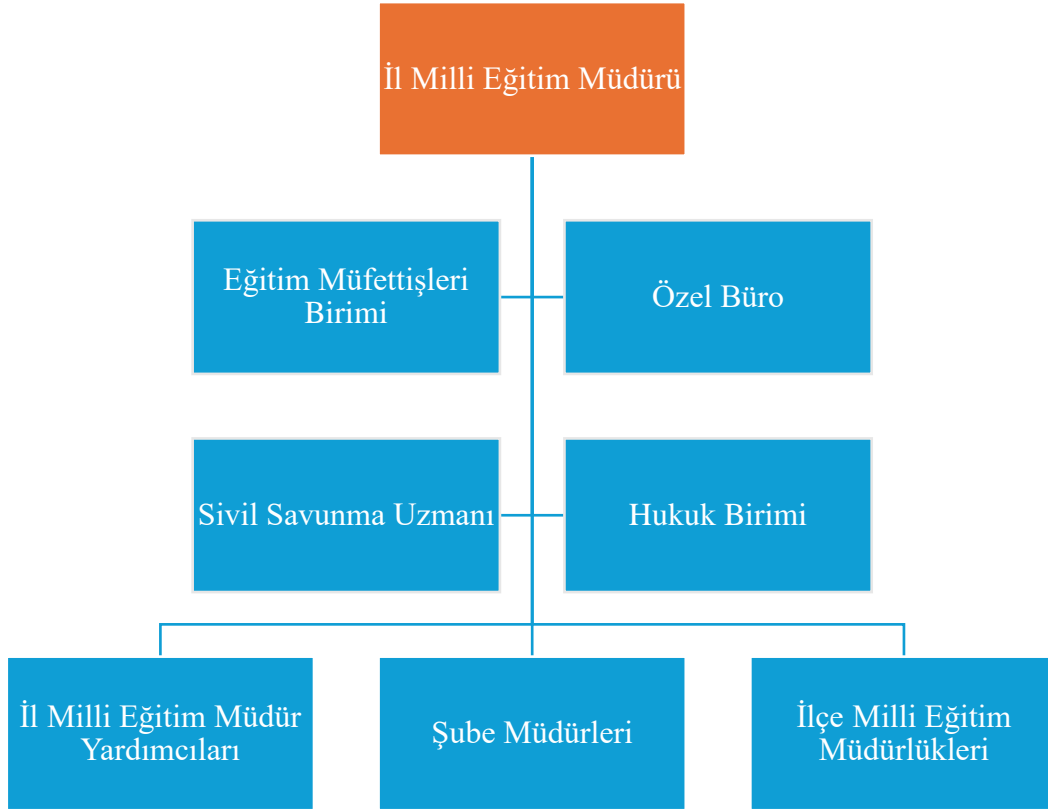 İl Milli Eğitim Müdürü
Eğitim Müfettişleri
Birimi
Özel Büro
Sivil Savunma Uzmanı
Hukuk Birimi
İl Milli Eğitim Müdür
Yardımcıları
Şube Müdürleri
İlçe Milli Eğitim
Müdürlükleri